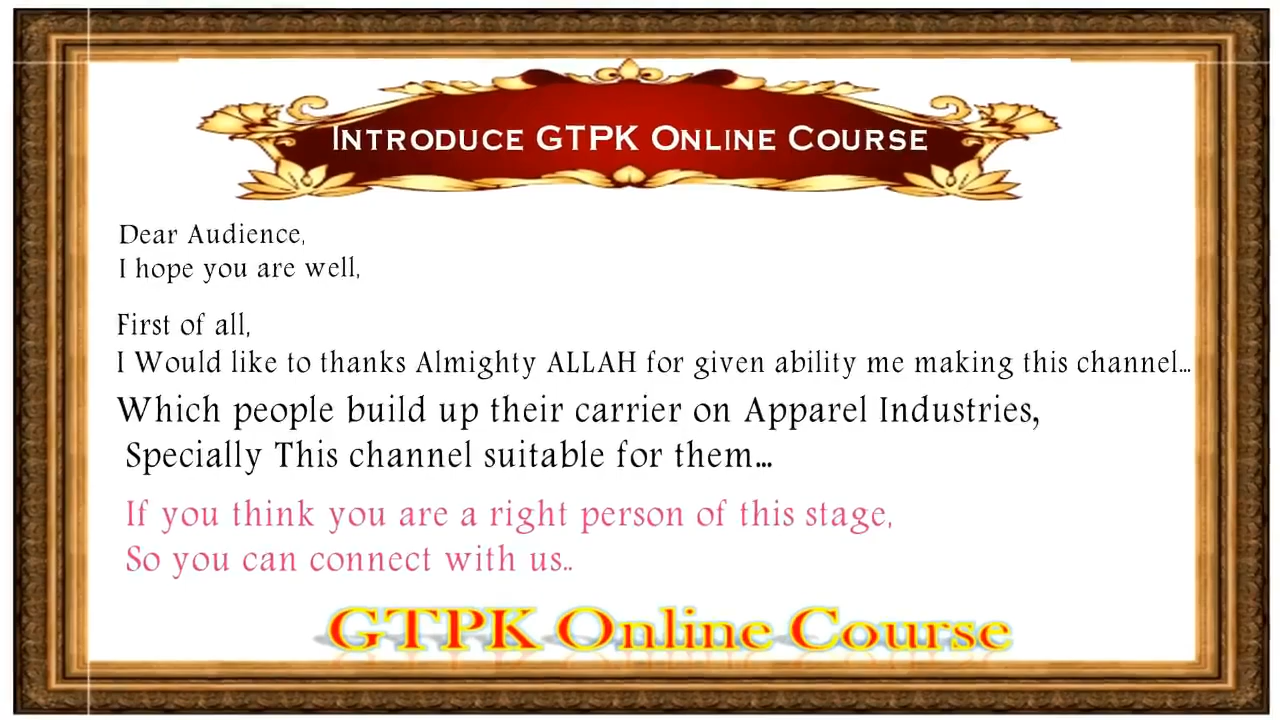 Introduce GTPK Online Course
Dear Audience,
I hope you are well,
First of all,
I Would like to thanks Almighty ALLAH for given ability me making this channel...
Which people build up their carrier on Apparel Industries,
Specially This channel suitable for them...
If you think you are a right person of this stage,
So you can connect with us..
GTPK Online Course